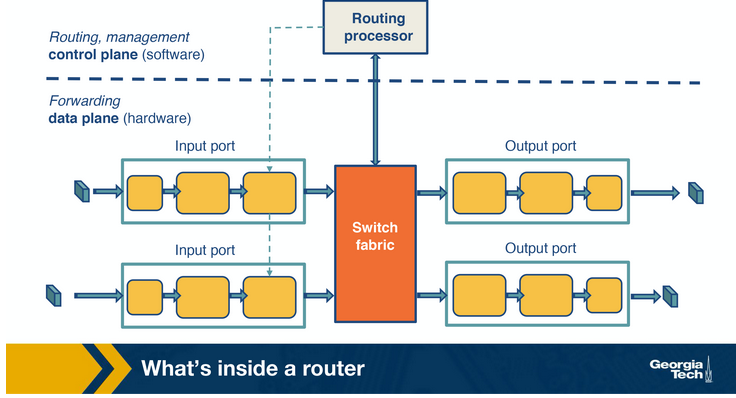 Routing
processor
Routing, management
control plane (software)
Forwarding
data plane (hardware)
Input port
Output port
Switch
fabric
Input port
Output port
What’s inside a router
Georgia
Tech